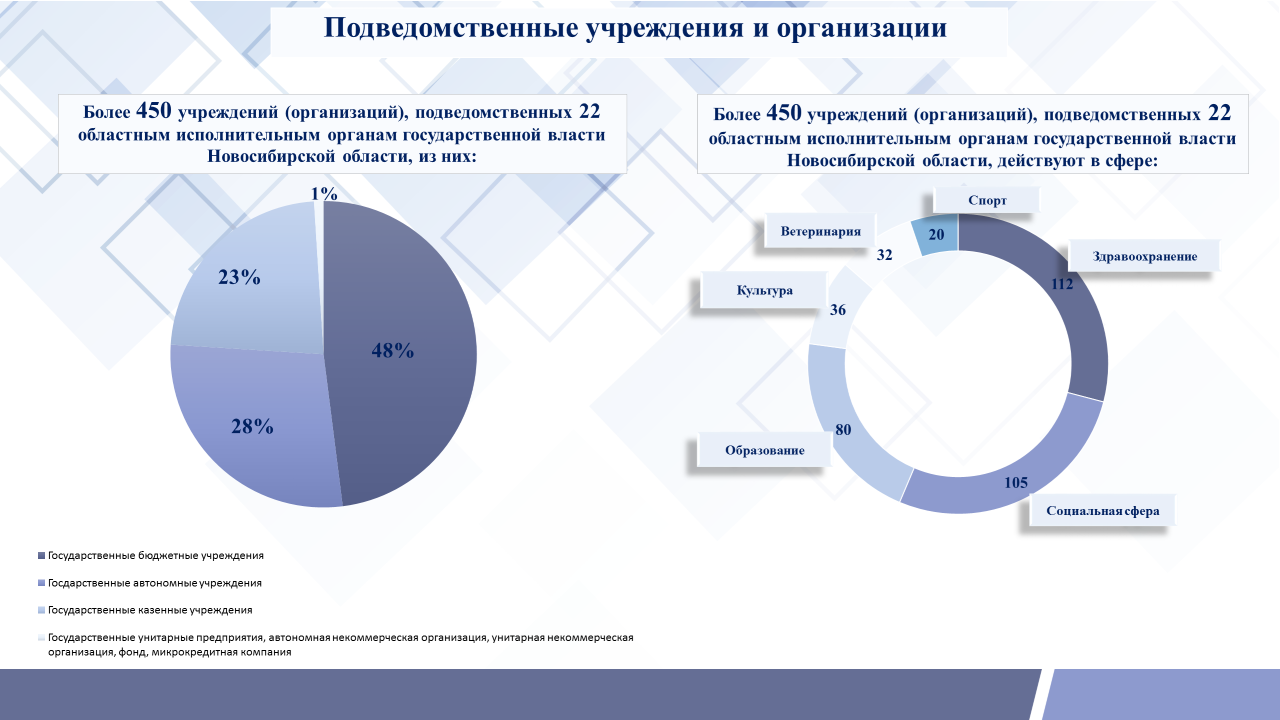 Подведомственные учреждения и организации
Более 450 учреждений (организаций), подведомственных 22
областным исполнительным органам государственной власти
Новосибирской области, из них:
1%
23%
48%
28%
Государственные бюджетные учреждения
Госдарственные автономные учреждения
Государственные казенные учреждения
Государственные унитарные предприятия, автономная некоммерческая организация, унитарная некоммерческая
организация, фонд, микрокредитная компания
Более 450 учреждений (организаций), подведомственных 22
областным исполнительным органам государственной власти
Новосибирской области, действуют в сфере:
Спорт
20
Ветеринария
32
Здравоохранение
112
Культура
36
Образование
80
105
Социальная сфера